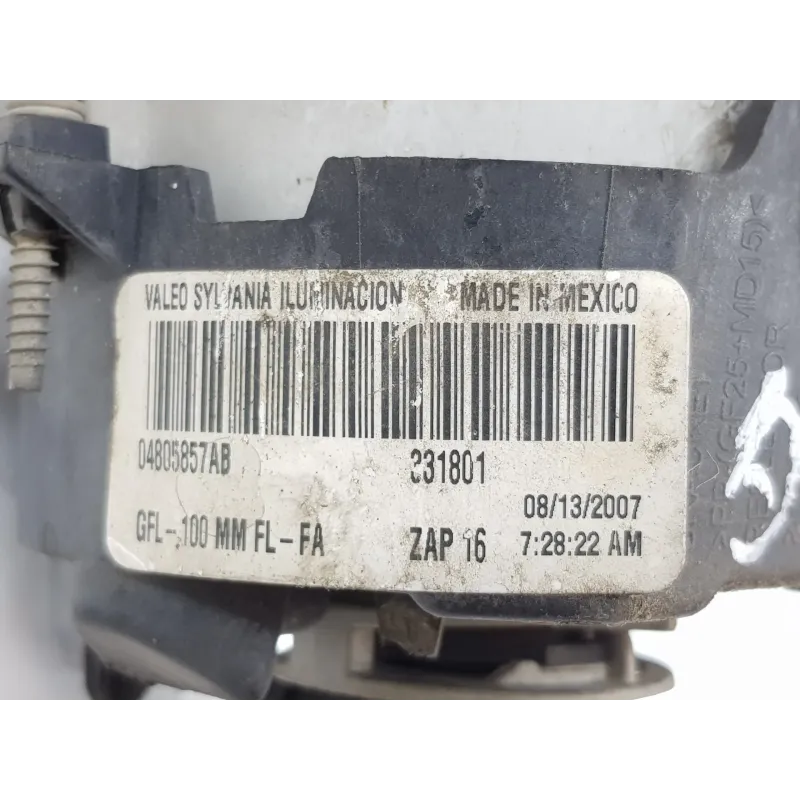 VALEO SYLVANIA ILUMINACION MADE IN MEXICO
04805857AB 331801
08/13/2007
GFL-100 MM FL-FA ZAP 16 7:28:22 AM